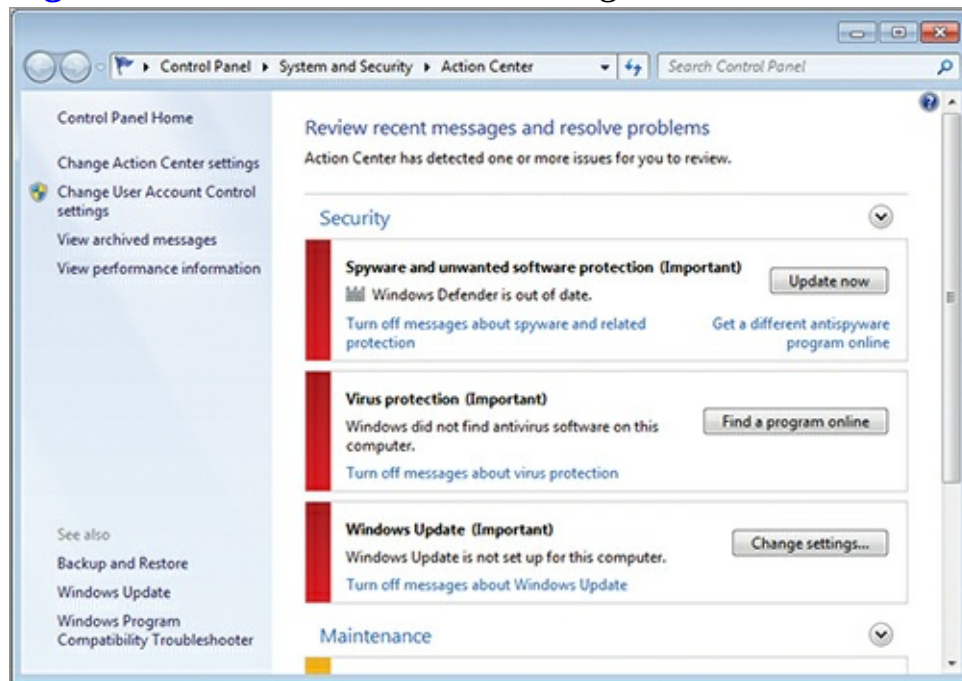 Control Panel ▸ System and Security ▸ Action Center
Search Control Panel
Control Panel Home
Change Action Center settings
Change User Account Control
settings
View archived messages
View performance information
See also
Backup and Restore
Windows Update
Windows Program
Compatibility Troubleshooter
Review recent messages and resolve problems
Action Center has detected one or more issues for you to review.
Security
Spyware and unwanted software protection (Important)
Windows Defender is out of date.
Update now
Turn off messages about spyware and related
protection
Get a different antispyware
program online
Virus protection (Important)
Windows did not find antivirus software on this
computer.
Find a program online
Turn off messages about virus protection
Windows Update (Important)
Windows Update is not set up for this computer.
Change settings...
Turn off messages about Windows Update
Maintenance